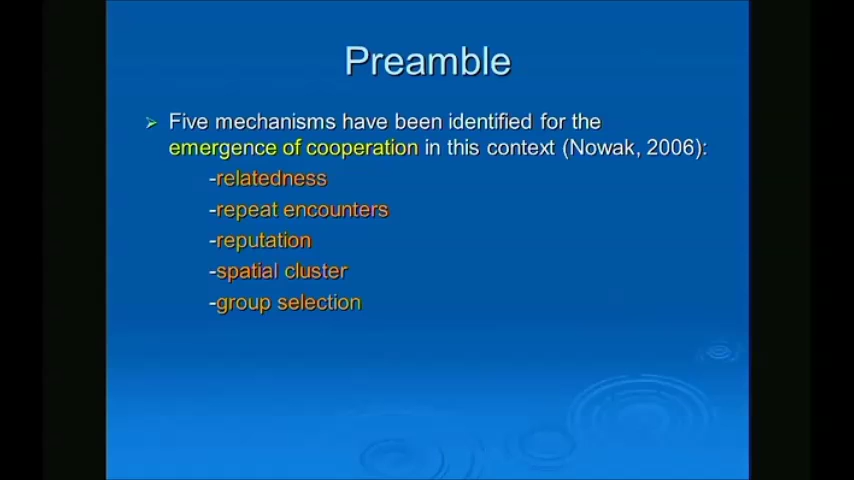 Preamble
Five mechanisms have been identified for the
emergence of cooperation in this context (Nowak, 2006):
-relatedness
-repeat encounters
-reputation
-spatial cluster
-group selection